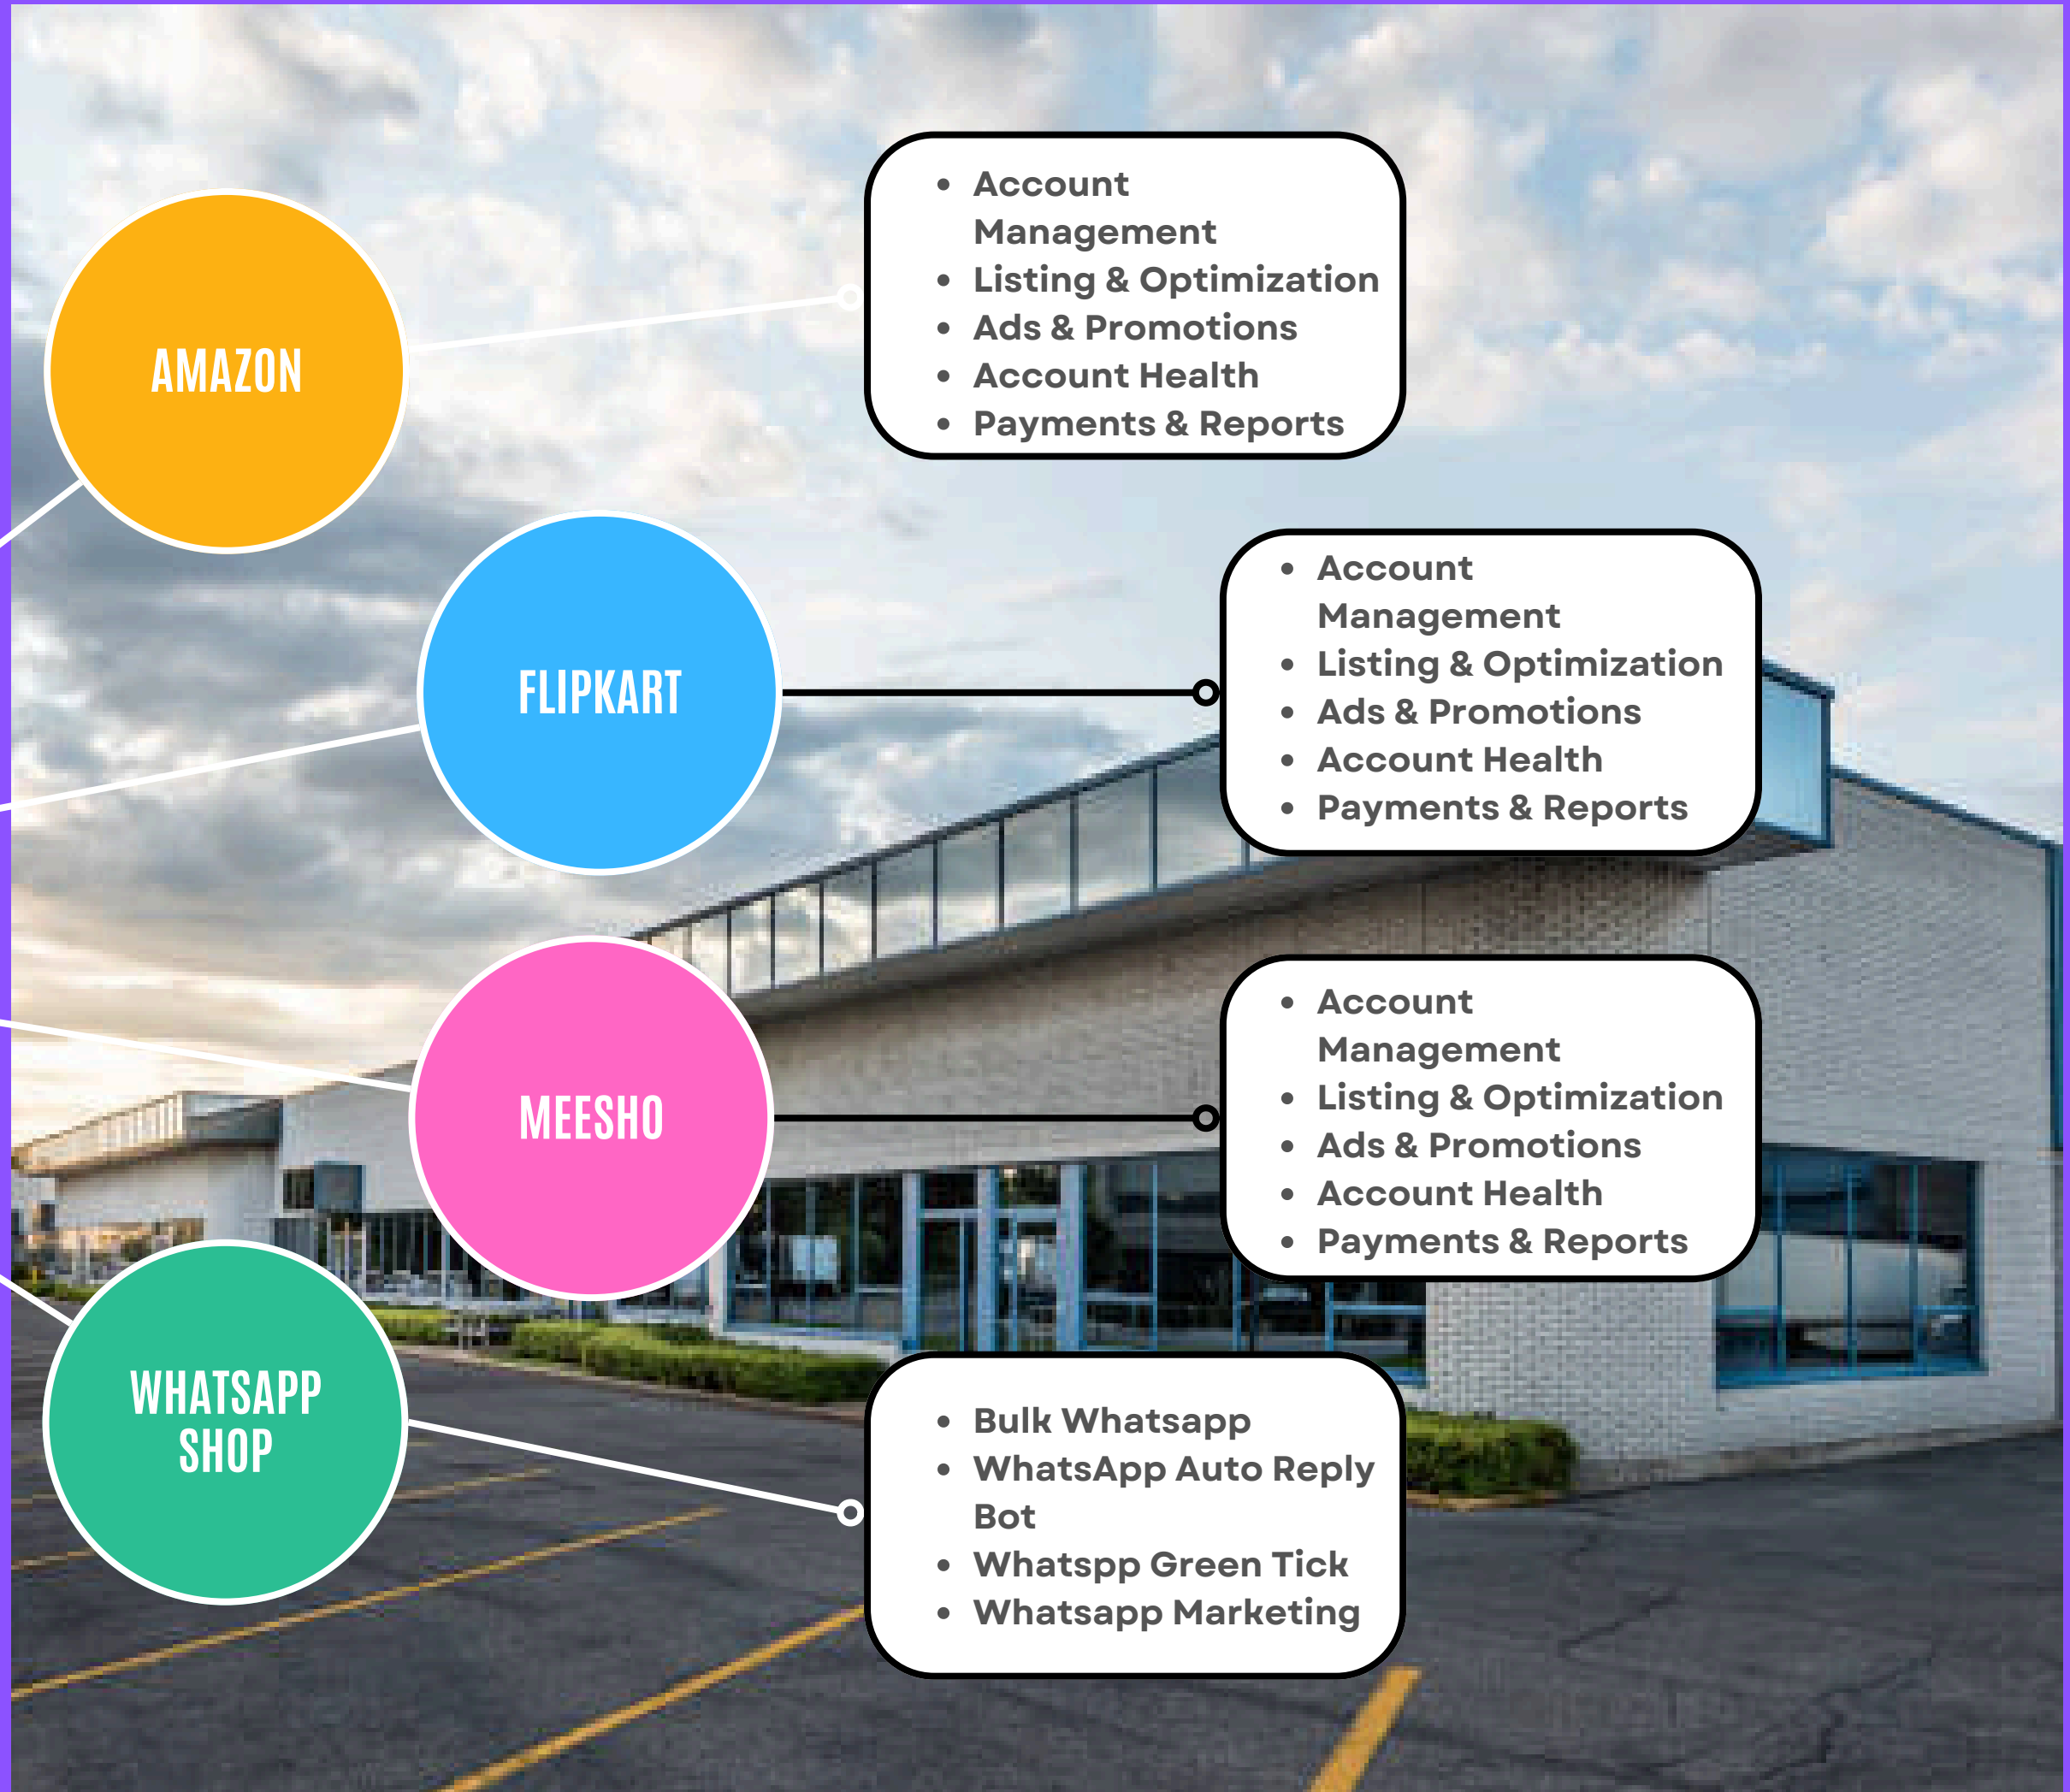 AMAZON
• Account
Management
• Listing & Optimization
• Ads & Promotions
• Account Health
• Payments & Reports
FLIPKART
• Account
Management
• Listing & Optimization
• Ads & Promotions
• Account Health
• Payments & Reports
MEESHO
• Account
Management
• Listing & Optimization
• Ads & Promotions
• Account Health
• Payments & Reports
WHATSAPP
SHOP
• Bulk Whatsapp
• WhatsApp Auto Reply
Bot
• Whatspp Green Tick
• Whatsapp Marketing